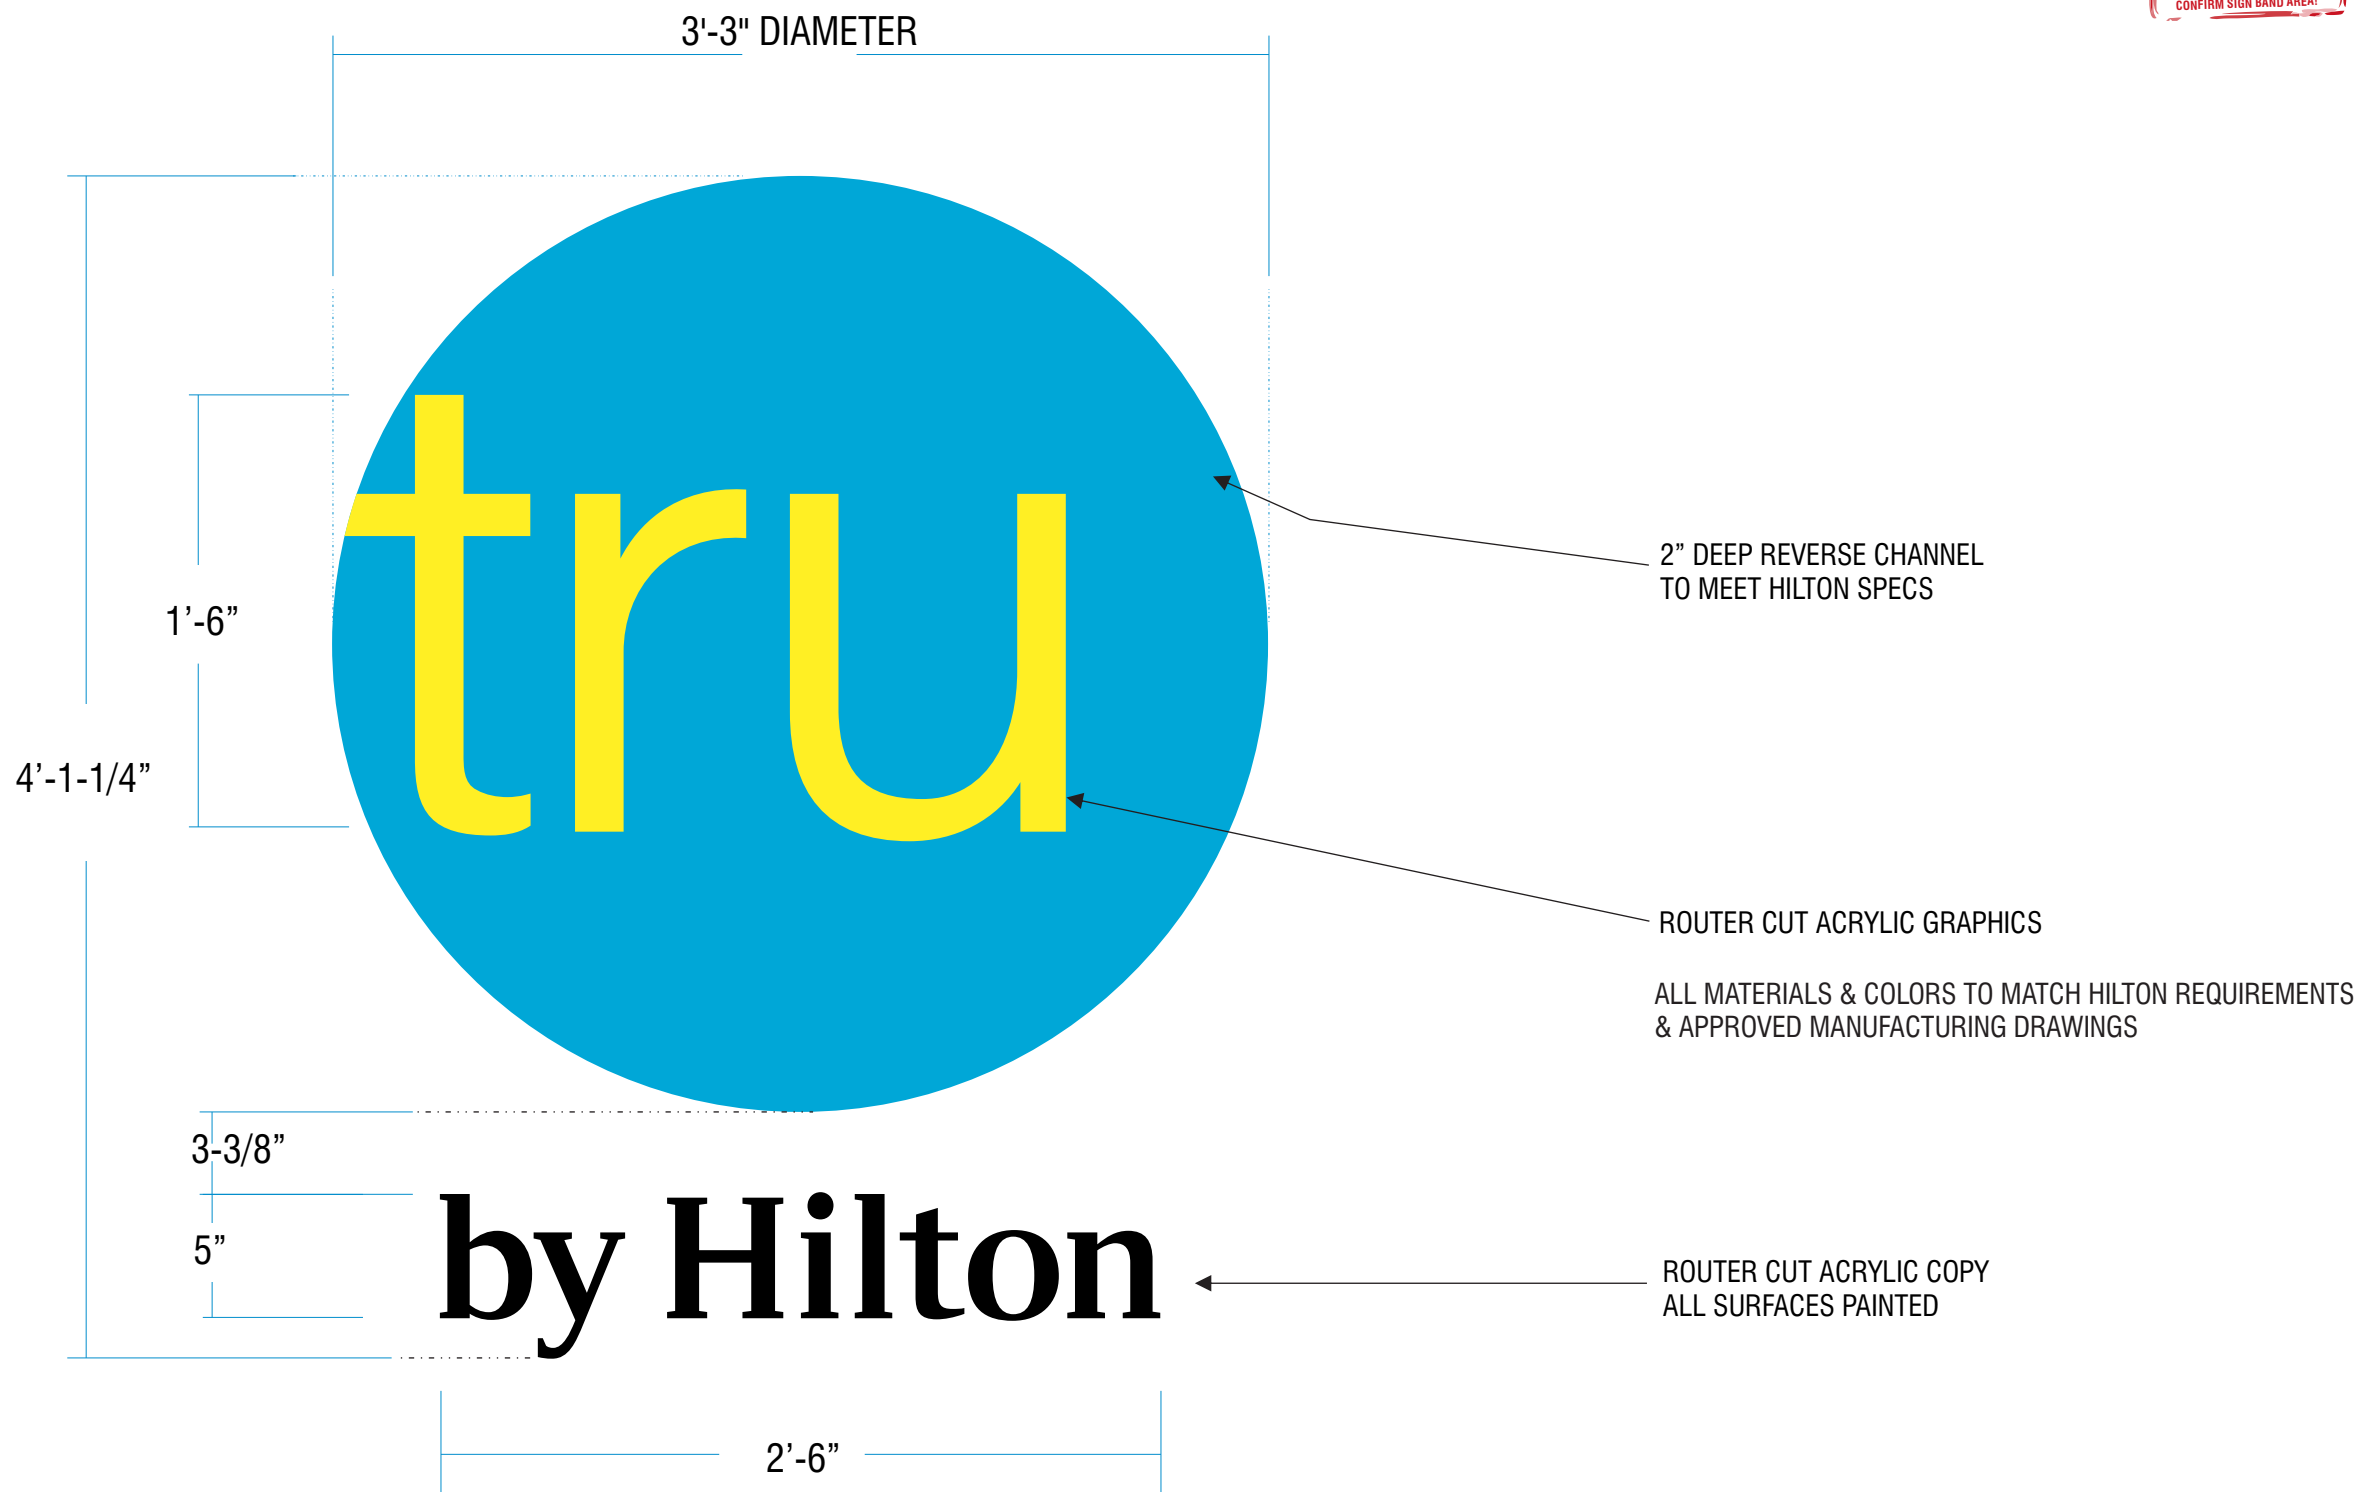 CONFIRM SIGN BAND AREA!
3'-3" DIAMETER
tru
2” DEEP REVERSE CHANNEL
TO MEET HILTON SPECS
1’-6”
4’-1-1/4”
ROUTER CUT ACRYLIC GRAPHICS
ALL MATERIALS & COLORS TO MATCH HILTON REQUIREMENTS
& APPROVED MANUFACTURING DRAWINGS
3-3/8”
5”
by Hilton
ROUTER CUT ACRYLIC COPY
ALL SURFACES PAINTED
2’-6”